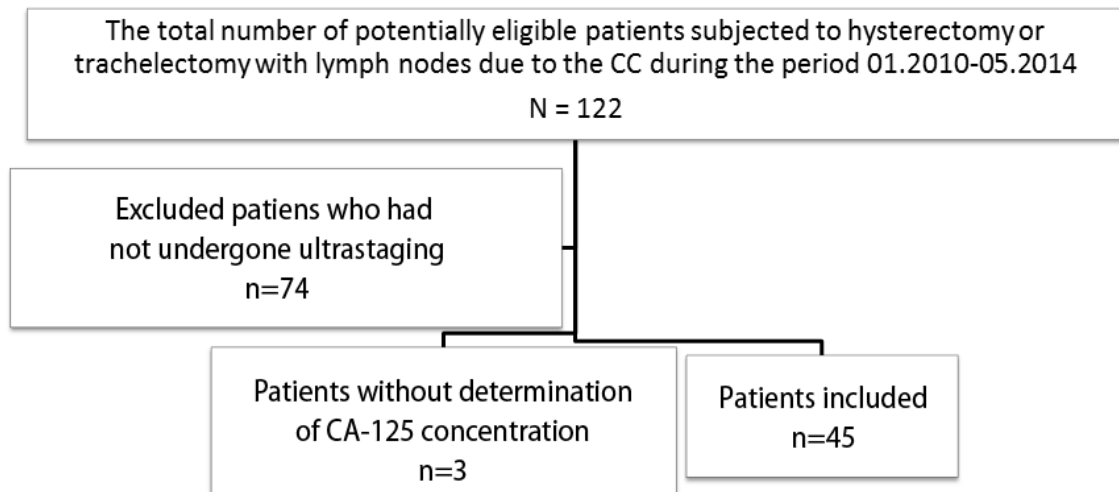 The total number of potentially eligible patients subjected to hysterectomy or
trachelectomy with lymph nodes due to the CC during the period 01.2010-05.2014
N = 122
Excluded patiens who had
not undergone ultrastaging
n=74
Patients without determination
of CA-125 concentration
n=3
Patients included
n=45